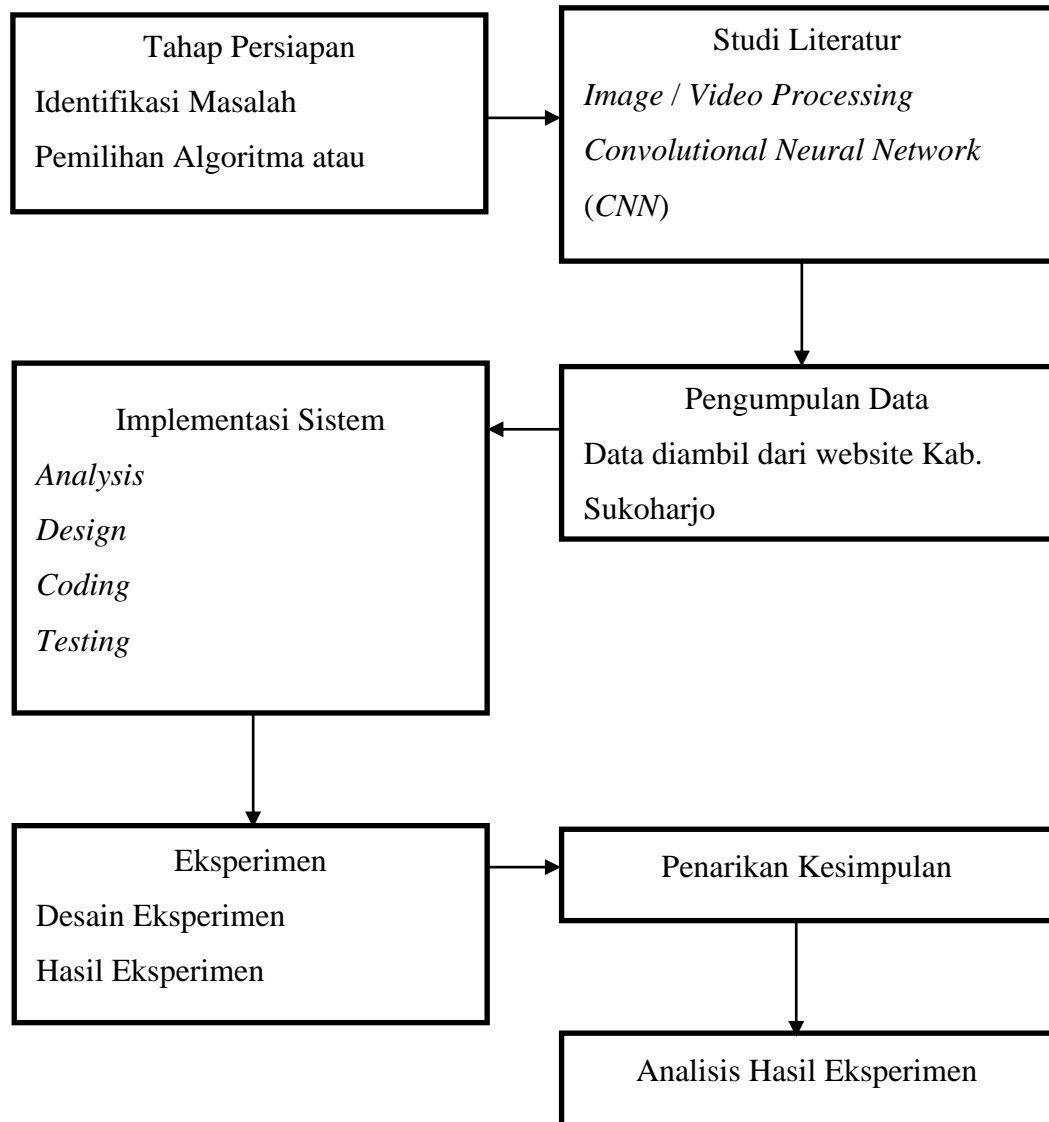 Tahap Persiapan
Identifikasi Masalah
Pemilihan Algoritma atau
Studi Literatur
Image / Video Processing
Convolutional Neural Network
(CNN)
Pengumpulan Data
Data diambil dari website Kab.
Sukoharjo
Implementasi Sistem
Analysis
Design
Coding
Testing
Eksperimen
Desain Eksperimen
Hasil Eksperimen
Penarikan Kesimpulan
Analisis Hasil Eksperimen